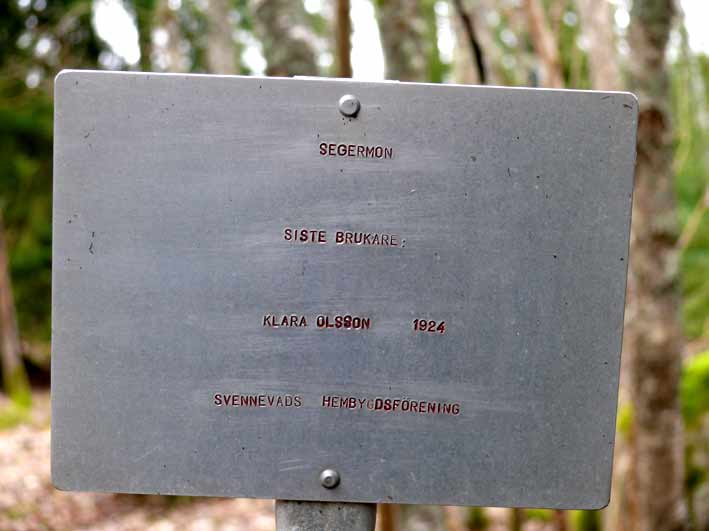 SEGERMON
SISTE BRUKARE:
KLARA OLSSON 1924
SVENNEVADS HEMBYGDSFÖRENING